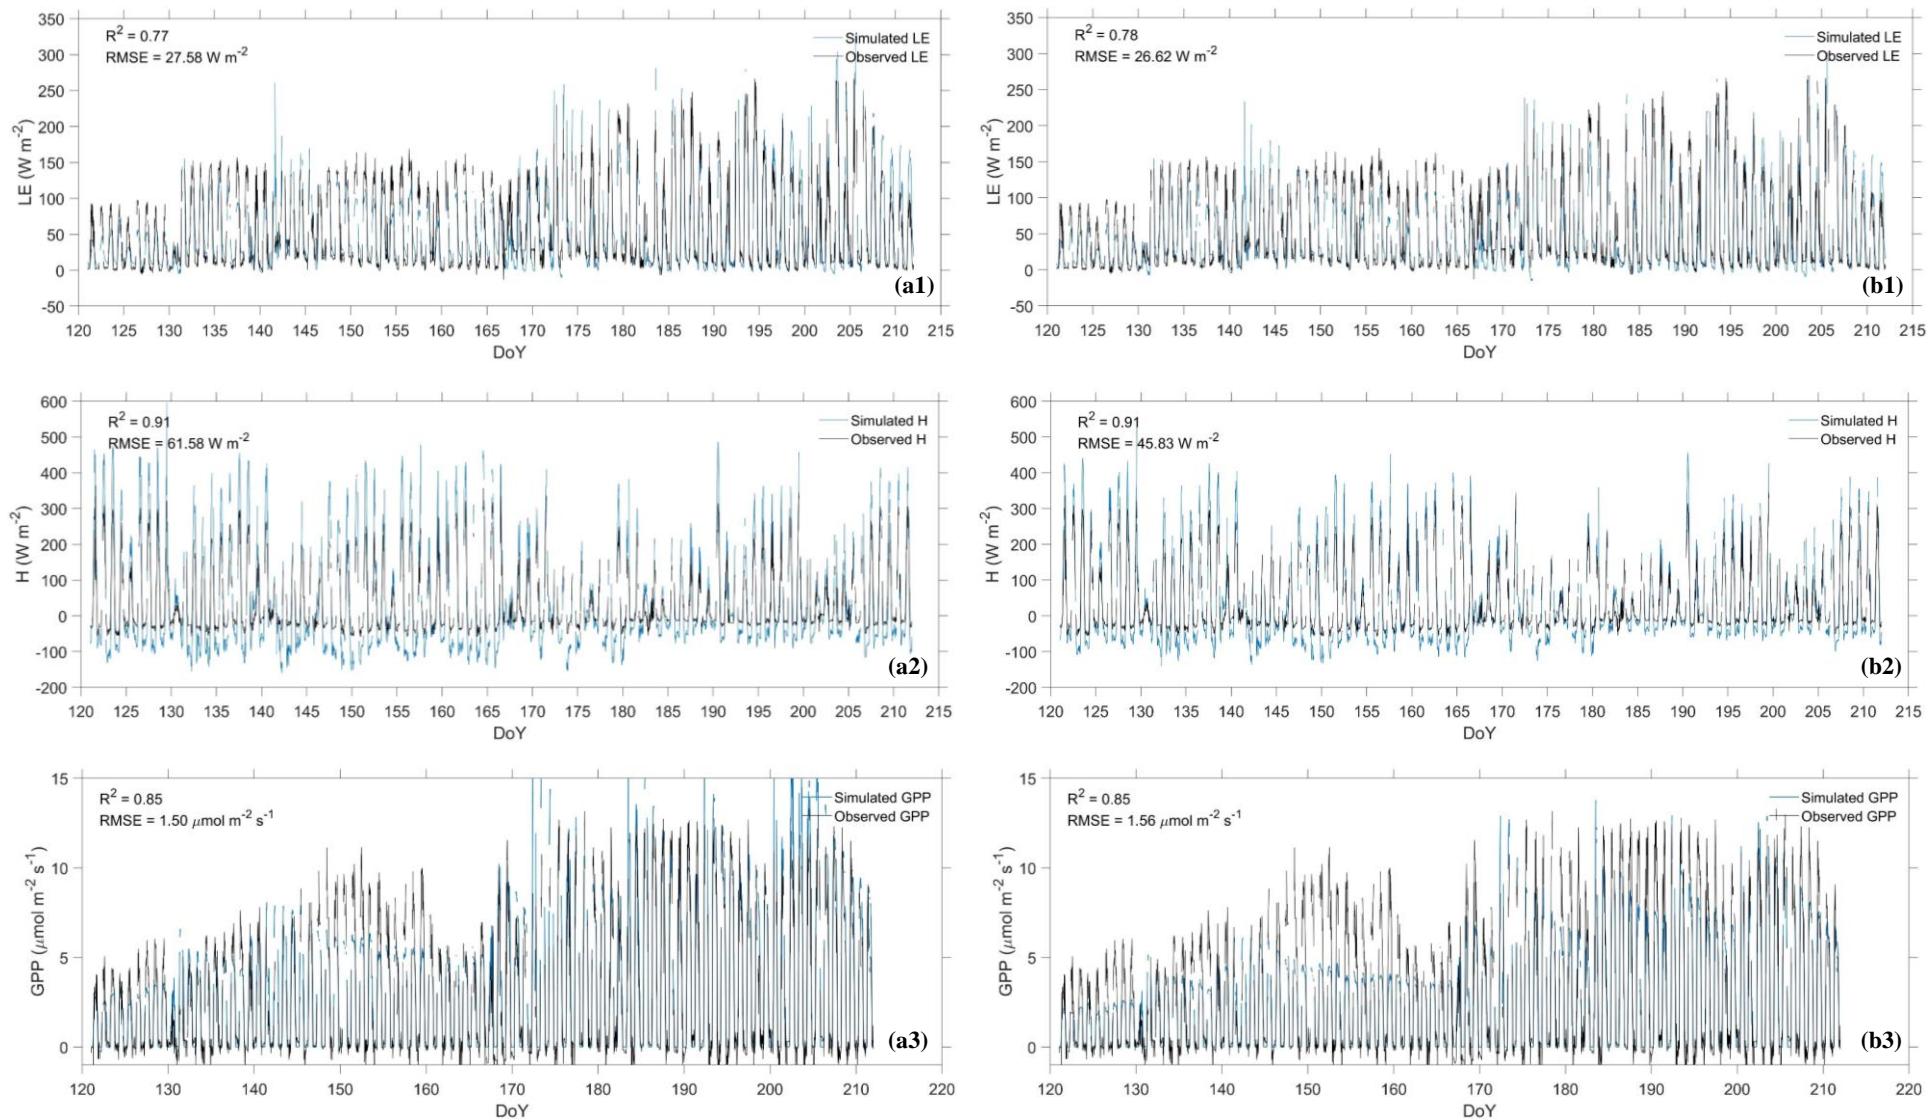 R² = 0.77
RMSE = 27.58 W m⁻²
Simulated LE
Observed LE
LE (W m⁻²)
350
300
250
200
150
100
50
0
-50
120 125 130 135 140 145 150 155 160 165 170 175 180 185 190 195 200 205 210 215
DoY
(a1)
R² = 0.78
RMSE = 26.62 W m⁻²
Simulated LE
Observed LE
LE (W m⁻²)
350
300
250
200
150
100
50
0
-50
120 125 130 135 140 145 150 155 160 165 170 175 180 185 190 195 200 205 210 215
DoY
(b1)
R² = 0.91
RMSE = 61.58 W m⁻²
Simulated H
Observed H
H (W m⁻²)
600
500
400
300
200
100
0
-100
-200
120 125 130 135 140 145 150 155 160 165 170 175 180 185 190 195 200 205 210 215
DoY
(a2)
R² = 0.91
RMSE = 45.83 W m⁻²
Simulated H
Observed H
H (W m⁻²)
600
500
400
300
200
100
0
-100
-200
120 125 130 135 140 145 150 155 160 165 170 175 180 185 190 195 200 205 210 215
DoY
(b2)
R² = 0.85
RMSE = 1.50 μmol m⁻² s⁻¹
Simulated GPP
Observed GPP
GPP (μmol m⁻² s⁻¹)
15
10
5
0
120 130 140 150 160 170 180 190 200 210 220
DoY
(a3)
R² = 0.85
RMSE = 1.56 μmol m⁻² s⁻¹
Simulated GPP
Observed GPP
GPP (μmol m⁻² s⁻¹)
15
10
5
0
120 130 140 150 160 170 180 190 200 210 220
DoY
(b3)